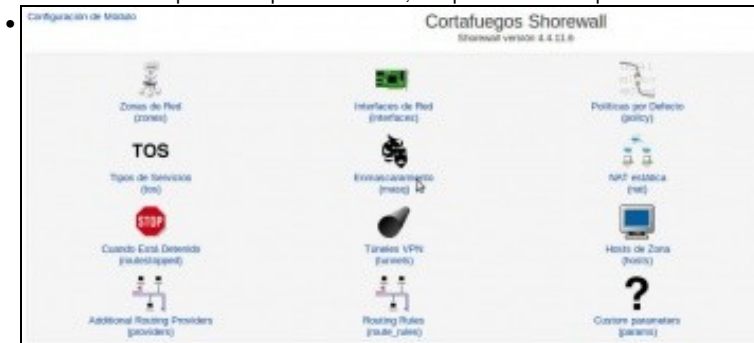 Configuración de Módulo
Cortafuegos Shorewall
Shorewall versión 4.4.11.6
Zonas de Red
(zones)
Interfaces de Red
(interfaces)
Políticas por Defecto
(policy)
TOS
Tipos de Servicios
(tos)
Enmascaramiento
(masq)
NAT estática
(nat)
STOP
Cuando Está Detenido
(routestopped)
Túneles VPN
(tunnels)
Hosts de Zona
(hosts)
Additional Routing Providers
(providers)
Routing Rules
(route_rules)
Custom parameters
(params)